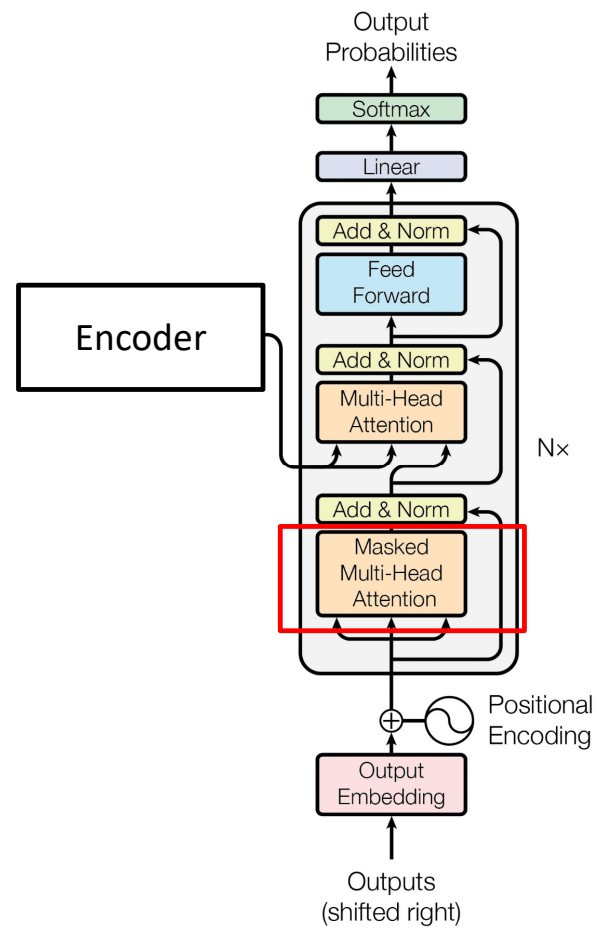 Output
Probabilities
Softmax
Linear
Add & Norm
Feed
Forward
Encoder
Add & Norm
Multi-Head
Attention
N×
Add & Norm
Masked
Multi-Head
Attention
Positional
Encoding
Output
Embedding
Outputs
(shifted right)